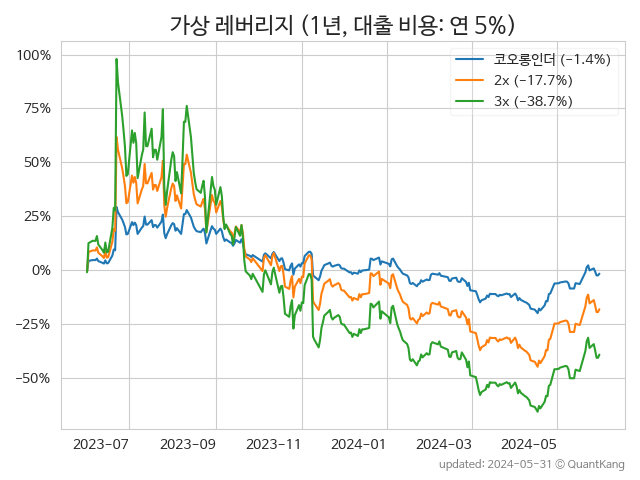 가상 레버리지 (1년, 대출 비용: 연 5%)
코오롱인더 (−1.4%)
2x (−17.7%)
3x (−38.7%)
100%
75%
50%
25%
0%
−25%
−50%
2023-07
2023-09
2023-11
2024-01
2024-03
2024-05
updated: 2024-05-31 © QuantKang